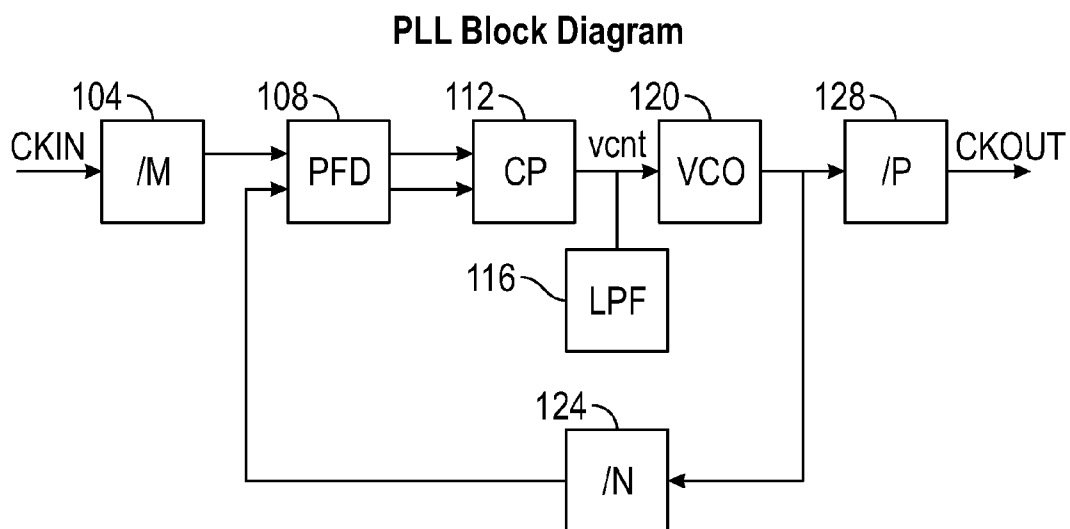 PLL Block Diagram
104
108
112
120
128
CKIN
/M
PFD
CP
vcnt
VCO
/P
CKOUT
116
LPF
124
/N